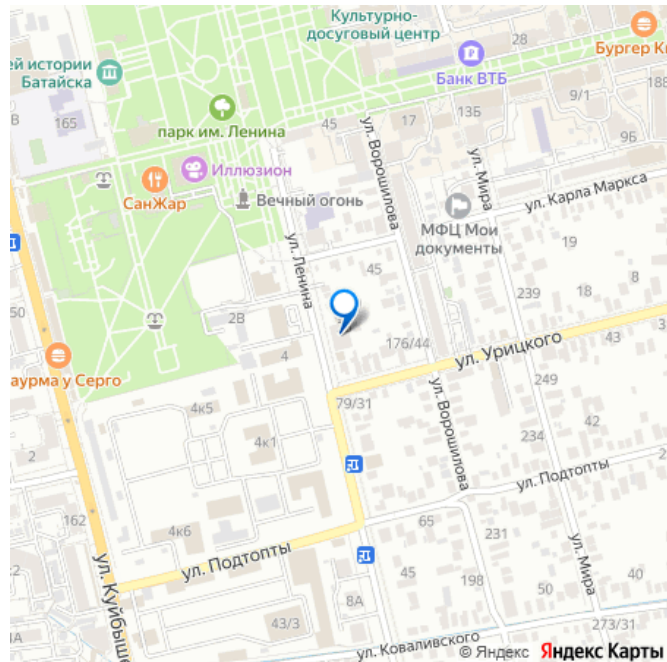 Культурно-
досуговый центр
28
Бургер К
ей истории
Батайска
Банк ВТБ
165
парк им. Ленина
45
17
13Б
9/1
188
9Б
ул. Ворошилова
ул. Мира
Иллюзион
СанЖар
Вечный огонь
ул. Карла Маркса
МФЦ Мои
документы
ул. Ленина
45
19
239
18
8
50
2В
4
176/44
ул. Урицкого
43
аурма у Серго
79/31
249
4к5
ул. Ворошилова
42
234
4к1
2
ул. Подтопты
2
162
4к6
65
231
ул. Подтопты
ул. Мира
ул. Куйбыше
45
198
50
40
8А
43/3
273/31
1А
ул. Коваливского
© Яндекс Яндекс Карты